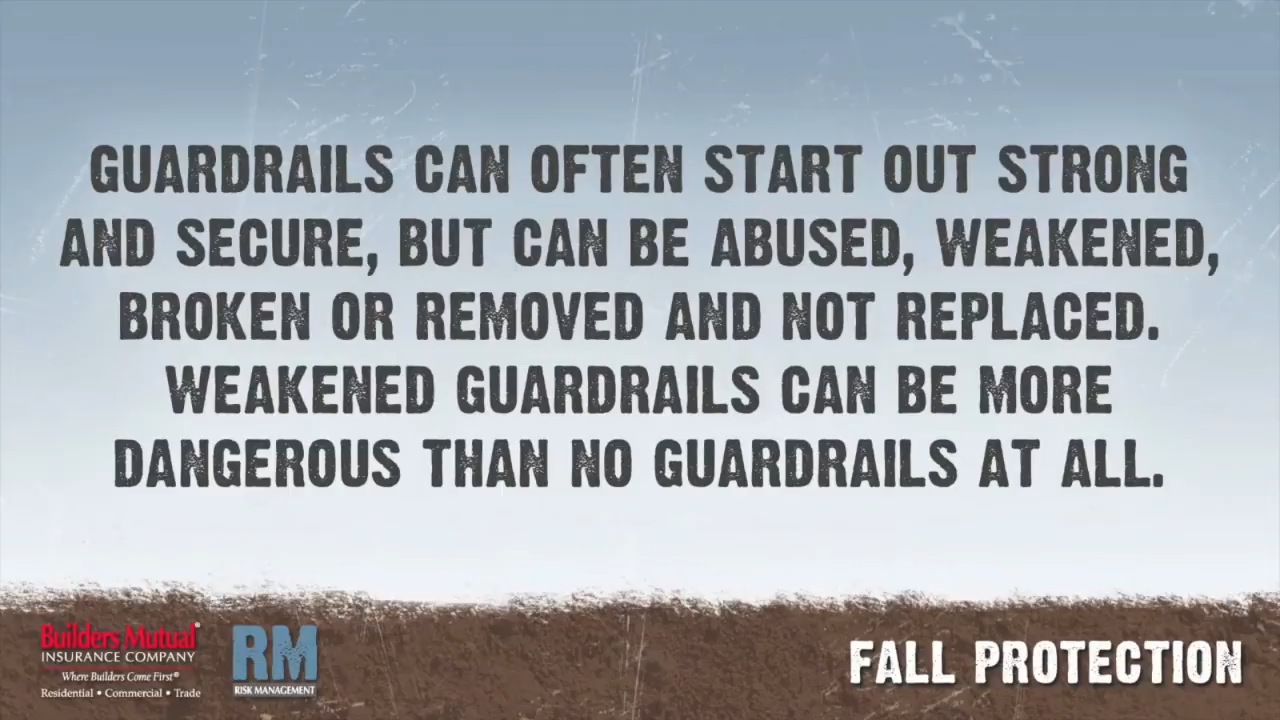 GUARDRAILS CAN OFTEN START OUT STRONG
AND SECURE, BUT CAN BE ABUSED, WEAKENED,
BROKEN OR REMOVED AND NOT REPLACED.
WEAKENED GUARDRAILS CAN BE MORE
DANGEROUS THAN NO GUARDRAILS AT ALL.
Builders Mutual®
INSURANCE COMPANY
Where Builders Come First®
Residential • Commercial • Trade
RM
RISK MANAGEMENT
FALL PROTECTION